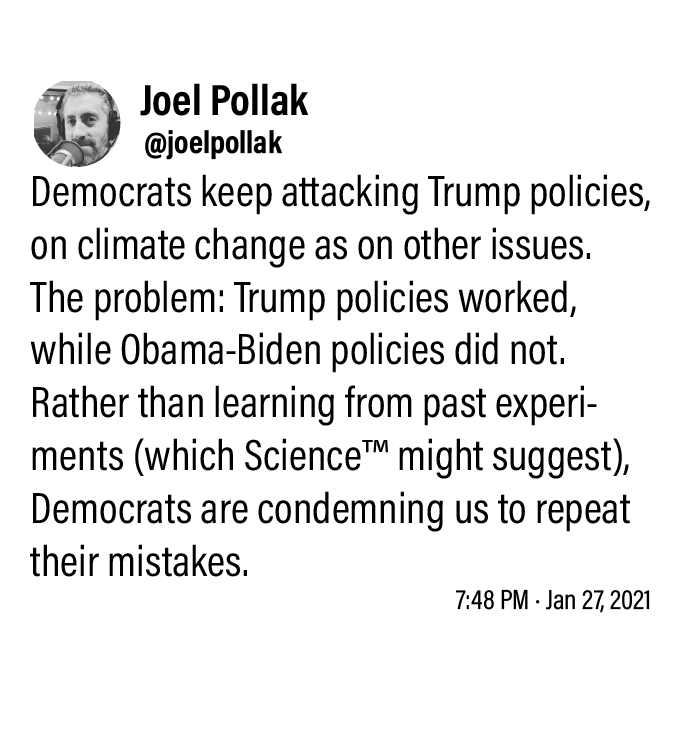 Joel Pollak
@joelpollak
Democrats keep attacking Trump policies,
on climate change as on other issues.
The problem: Trump policies worked,
while Obama-Biden policies did not.
Rather than learning from past experi-
ments (which Science™ might suggest),
Democrats are condemning us to repeat
their mistakes.
7:48 PM · Jan 27, 2021